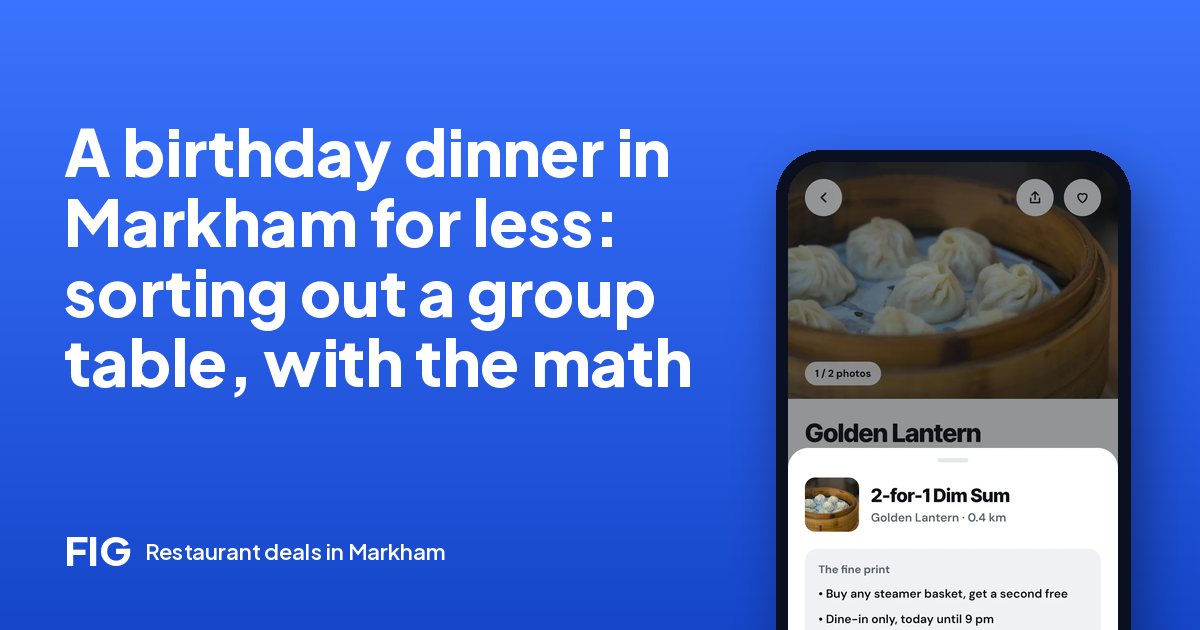 A birthday dinner in
Markham for less:
sorting out a group
table, with the math
FIG Restaurant deals in Markham
1 / 2 photos
Golden Lantern
2-for-1 Dim Sum
Golden Lantern · 0.4 km
The fine print
• Buy any steamer basket, get a second free
• Dine-in only, today until 9 pm